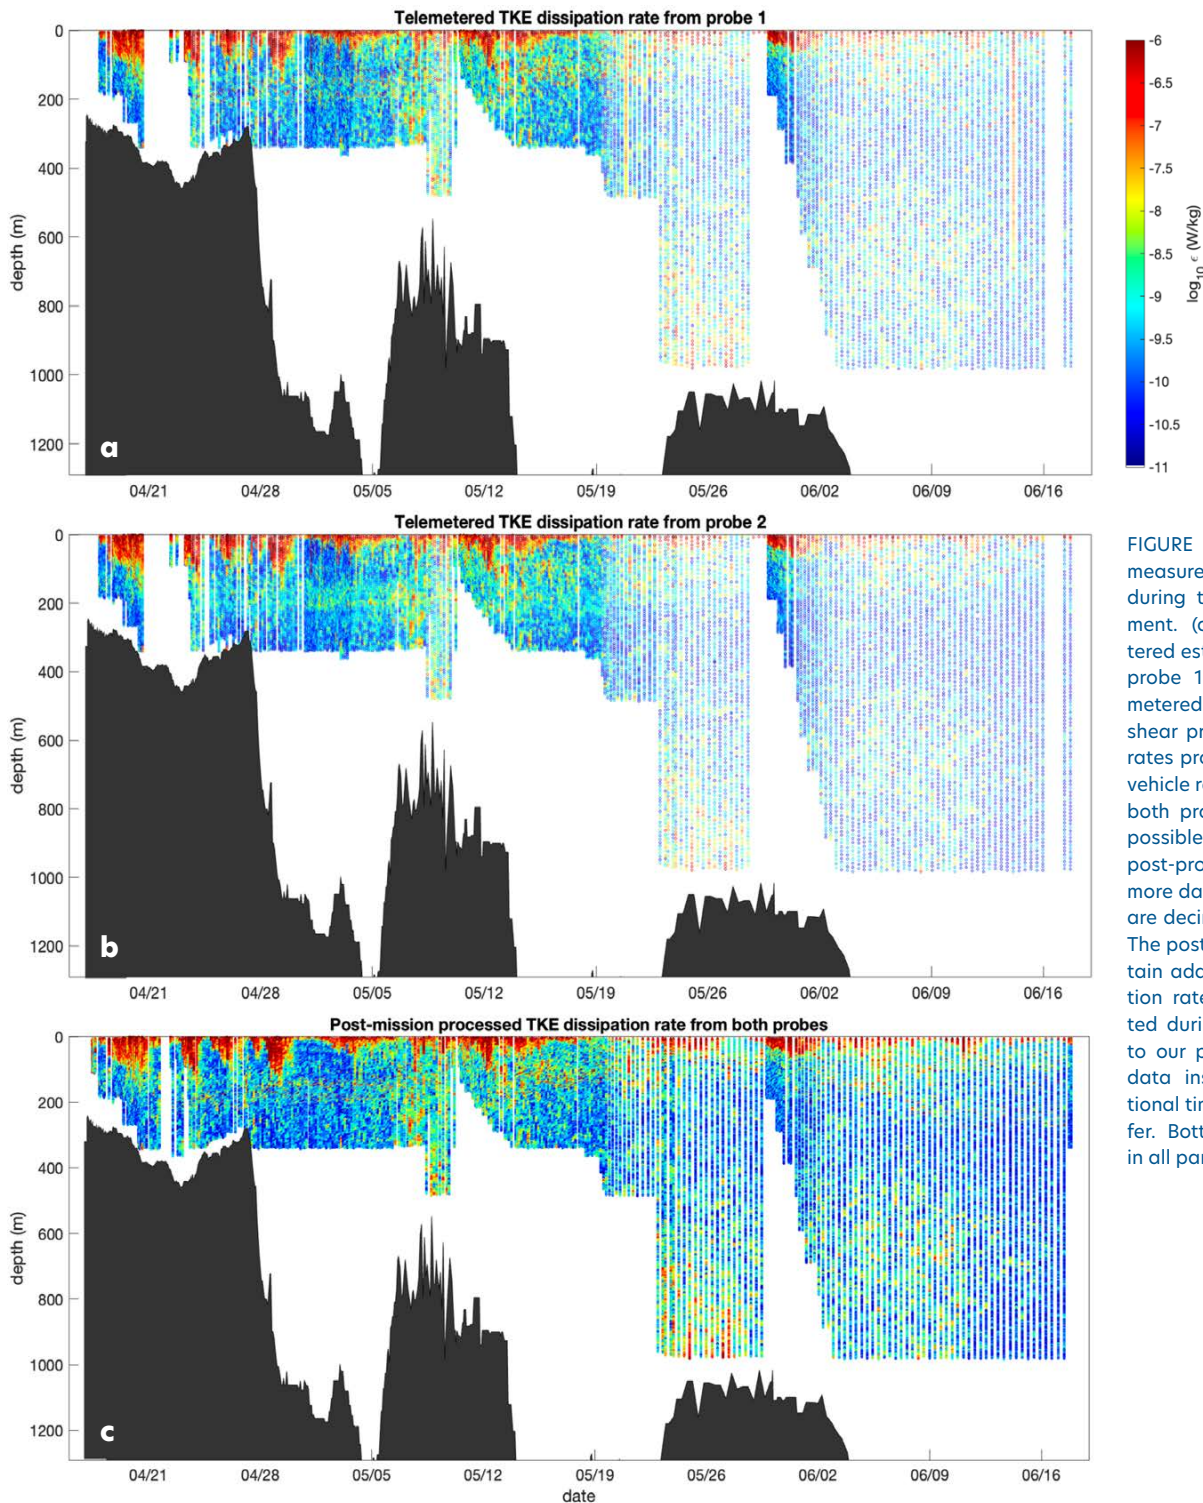 Telemetered TKE dissipation rate from probe 1
0
200
400
600
800
1000
1200
depth (m)
a
04/21 04/28 05/05 05/12 05/19 05/26 06/02 06/09 06/16
-6
-6.5
-7
-7.5
-8
-8.5
-9
-9.5
-10
-10.5
-11
log10 ϵ (W/kg)
Telemetered TKE dissipation rate from probe 2
0
200
400
600
800
1000
1200
depth (m)
b
04/21 04/28 05/05 05/12 05/19 05/26 06/02 06/09 06/16
Post-mission processed TKE dissipation rate from both probes
0
200
400
600
800
1000
1200
depth (m)
c
04/21 04/28 05/05 05/12 05/19 05/26 06/02 06/09 06/16
date
FIGURE
measure
during t
ment. (c
tered est
probe 1
metered
shear pr
rates pro
vehicle r
both pro
possible
post-pro
more da
are deci
The post
tain add
tion rate
ted duri
to our p
data ins
tional ti
fer. Bott
in all par